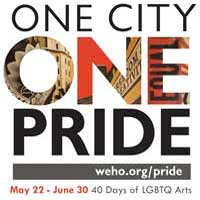 ONE CITY
ONE
PRIDE
weho.org/pride
May 22 - June 30 40 Days of LGBTQ Arts